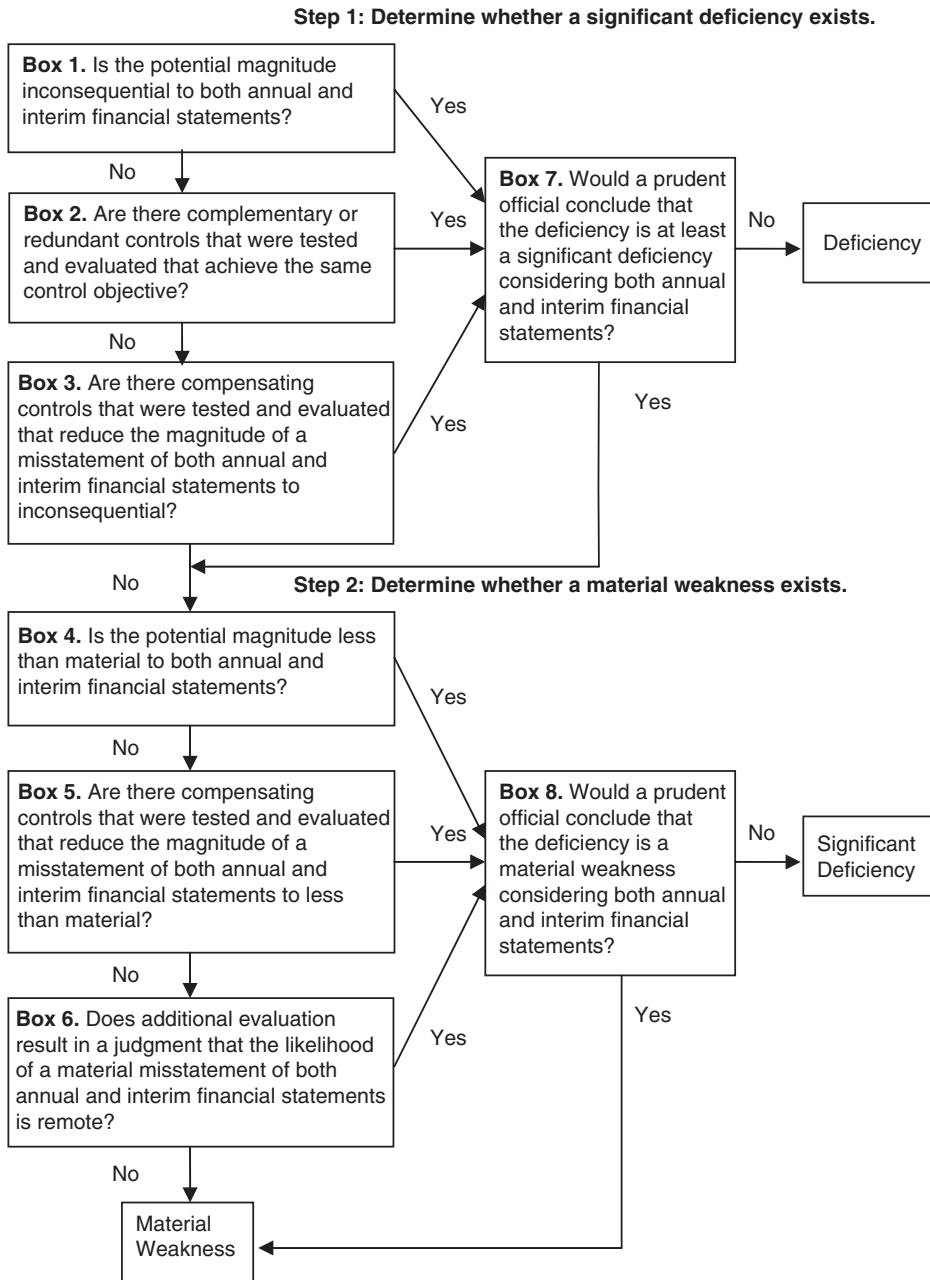 Step 1: Determine whether a significant deficiency exists.
Box 1. Is the potential magnitude
inconsequential to both annual and
interim financial statements?
Yes
No
Box 2. Are there complementary or
redundant controls that were tested
and evaluated that achieve the same
control objective?
Yes
No
Box 3. Are there compensating
controls that were tested and evaluated
that reduce the magnitude of a
misstatement of both annual and
interim financial statements to
inconsequential?
Yes
No
Box 7. Would a prudent
official conclude that
the deficiency is at least
a significant deficiency
considering both annual
and interim financial
statements?
No
Deficiency
Yes
Step 2: Determine whether a material weakness exists.
Box 4. Is the potential magnitude less
than material to both annual and
interim financial statements?
Yes
No
Box 5. Are there compensating
controls that were tested and evaluated
that reduce the magnitude of a
misstatement of both annual and
interim financial statements to less
than material?
Yes
No
Box 6. Does additional evaluation
result in a judgment that the likelihood
of a material misstatement of both
annual and interim financial statements
is remote?
Yes
No
Box 8. Would a prudent
official conclude that
the deficiency is a
material weakness
considering both annual
and interim financial
statements?
No
Significant
Deficiency
Yes
Material
Weakness